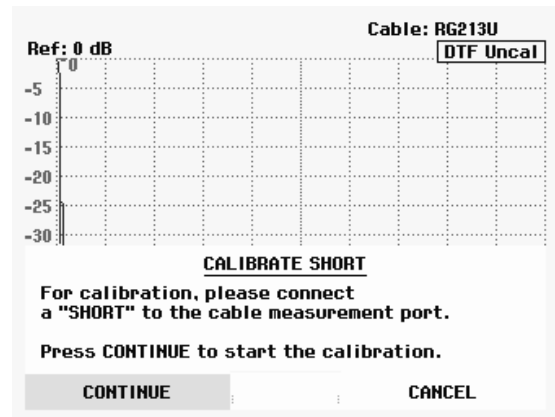 Cable: RG213U
Ref: 0 dB
DTF Uncal
0
-5
-10
-15
-20
-25
-30
CALIBRATE SHORT
For calibration, please connect
a "SHORT" to the cable measurement port.
Press CONTINUE to start the calibration.
CONTINUE CANCEL